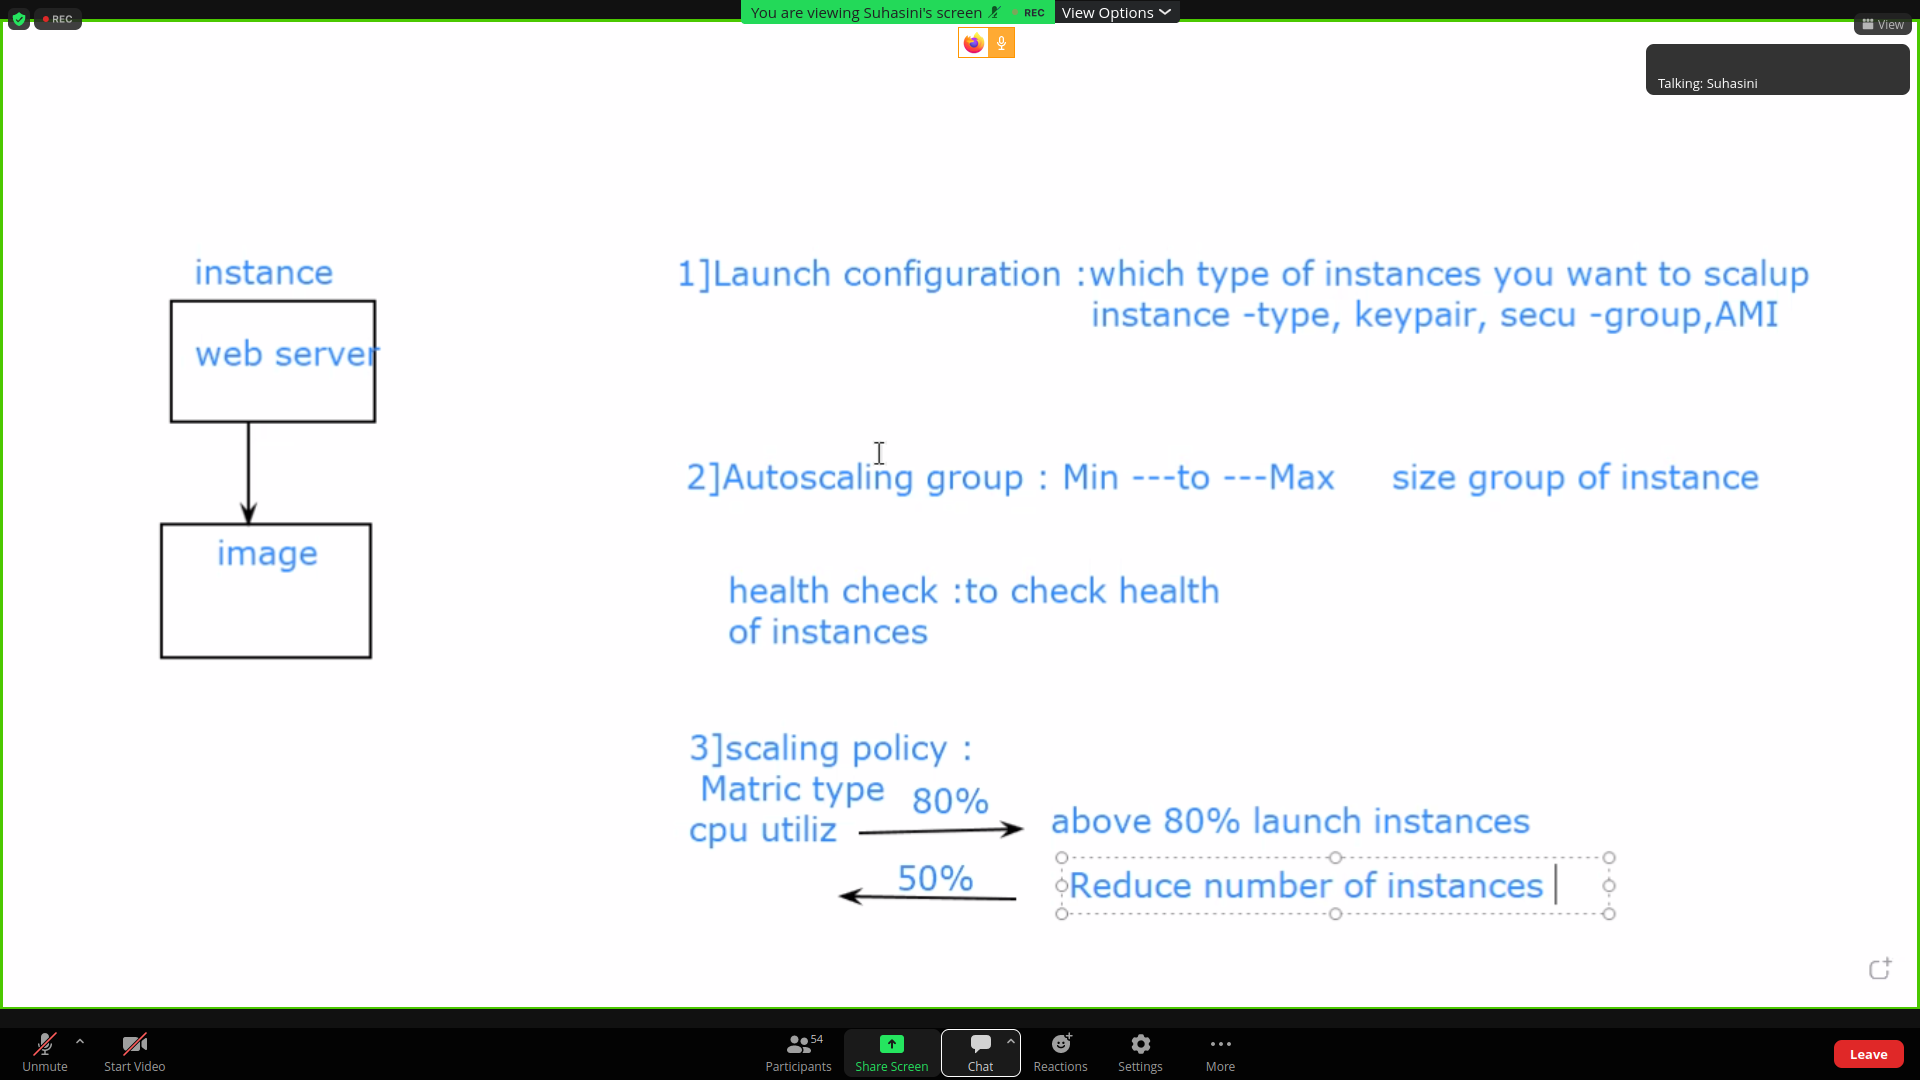 REC
You are viewing Suhasini's screen
REC
View Options
View
Talking: Suhasini
instance
web server
image
1]Launch configuration :which type of instances you want to scalup
instance -type, keypair, secu -group,AMI
2]Autoscaling group : Min ---to ---Max size group of instance
health check :to check health
of instances
3]scaling policy :
Matric type
80%
cpu utiliz
above 80% launch instances
50%
Reduce number of instances
Unmute
Start Video
54
Participants
Share Screen
Chat
Reactions
Settings
More
Leave